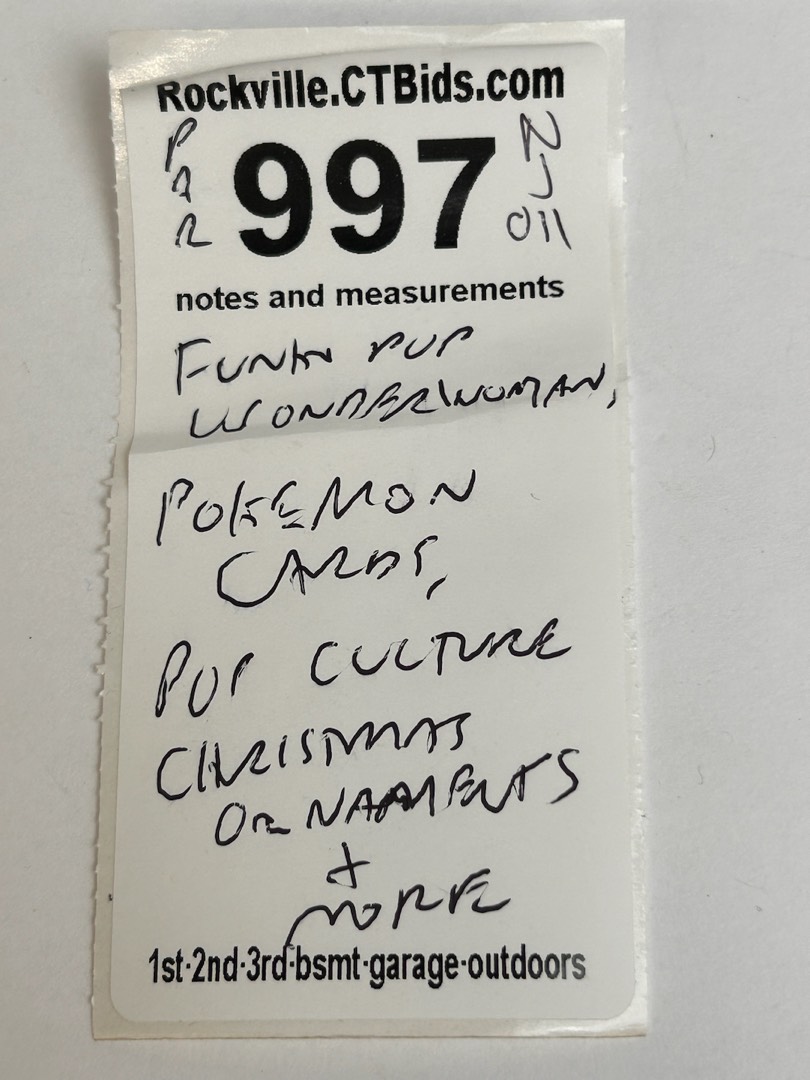 Rockville.CTBids.com
PAR
997
NJ
011
notes and measurements
FUNKO POP
WONDERWOMAN,
POKEMON
CARDS,
POP CULTURE
CHRISTMAS
ORNAMENTS
+
MORE
1st·2nd·3rd·bsmt·garage·outdoors